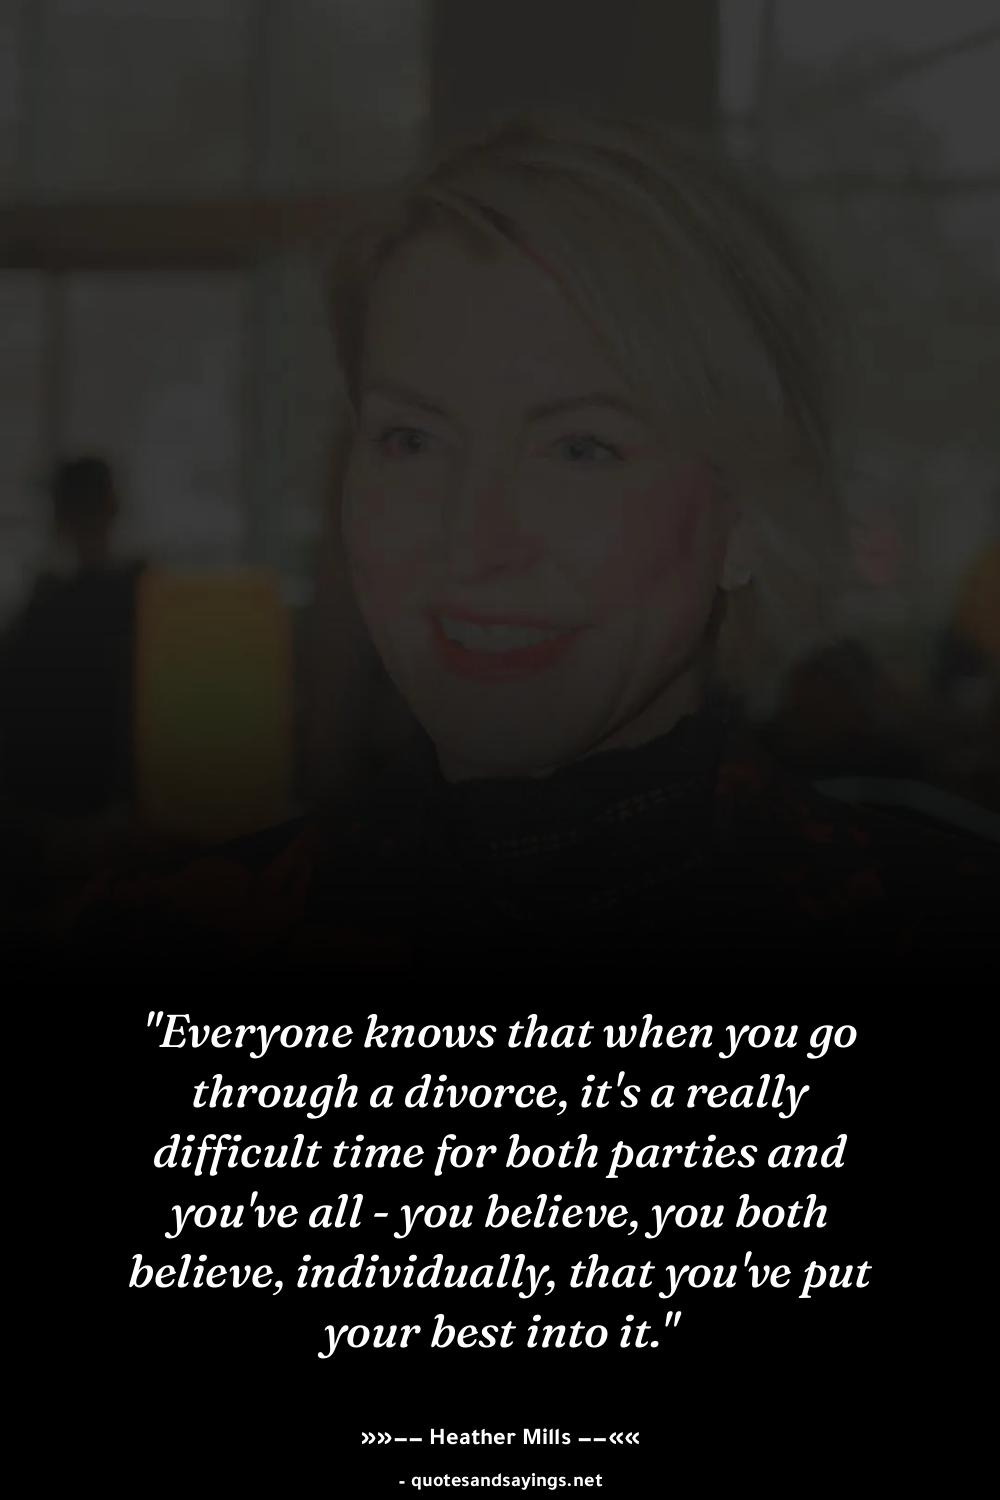 "Everyone knows that when you go
through a divorce, it's a really
difficult time for both parties and
you've all - you believe, you both
believe, individually, that you've put
your best into it."
»»−− Heather Mills −−««
- quotesandsayings.net